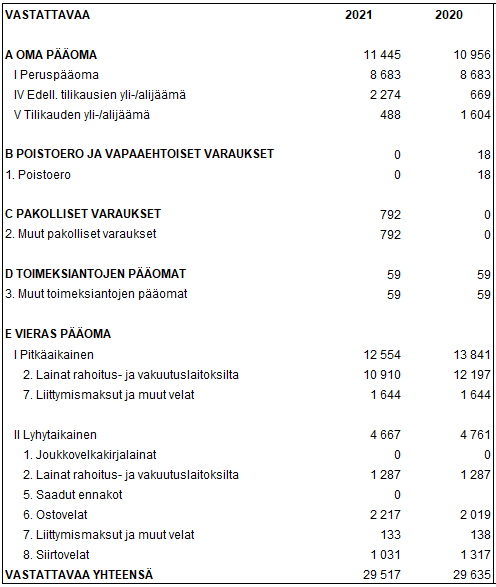 VASTATTAVAA 2021 2020
A OMA PÄÄOMA 11 445 10 956
I Peruspääoma 8 683 8 683
IV Edell. tilikausien yli-/alijäämä 2 274 669
V Tilikauden yli-/alijäämä 488 1 604
B POISTOERO JA VAPAAEHTOISET VARAUKSET 0 18
1. Poistoero 0 18
C PAKOLLISET VARAUKSET 792 0
2. Muut pakolliset varaukset 792 0
D TOIMEKSIANTOJEN PÄÄOMAT 59 59
3. Muut toimeksiantojen pääomat 59 59
E VIERAS PÄÄOMA
I Pitkäaikainen 12 554 13 841
2. Lainat rahoitus- ja vakuutuslaitoksilta 10 910 12 197
7. Liittymismaksut ja muut velat 1 644 1 644
II Lyhytaikainen 4 667 4 761
1. Joukkovelkakirjalainat 0 0
2. Lainat rahoitus- ja vakuutuslaitoksilta 1 287 1 287
5. Saadut ennakot 0
6. Ostovelat 2 217 2 019
7. Liittymismaksut ja muut velat 133 138
8. Siirtovelat 1 031 1 317
VASTATTAVAA YHTEENSÄ 29 517 29 635